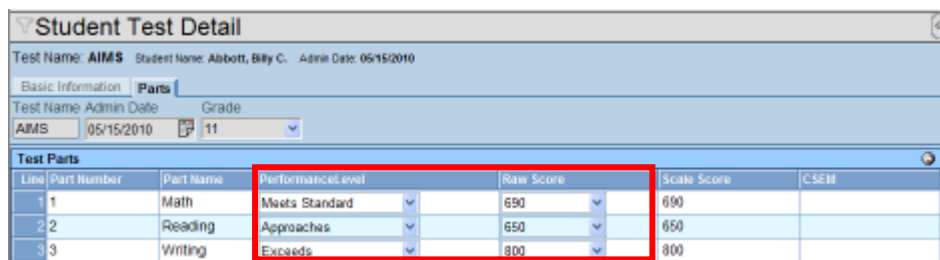 Student Test Detail
Test Name: AIMS Student Name: Abbott, Billy C. Admin Date: 05/15/2010
Basic Information Parts
Test Name Admin Date Grade
AIMS 05/15/2010 11
Test Parts
Line Part Number Part Name PerformanceLevel Raw Score Scale Score CSEM
1 1 Math Meets Standard 690 690
2 2 Reading Approaches 650 650
3 3 Writing Exceeds 800 800